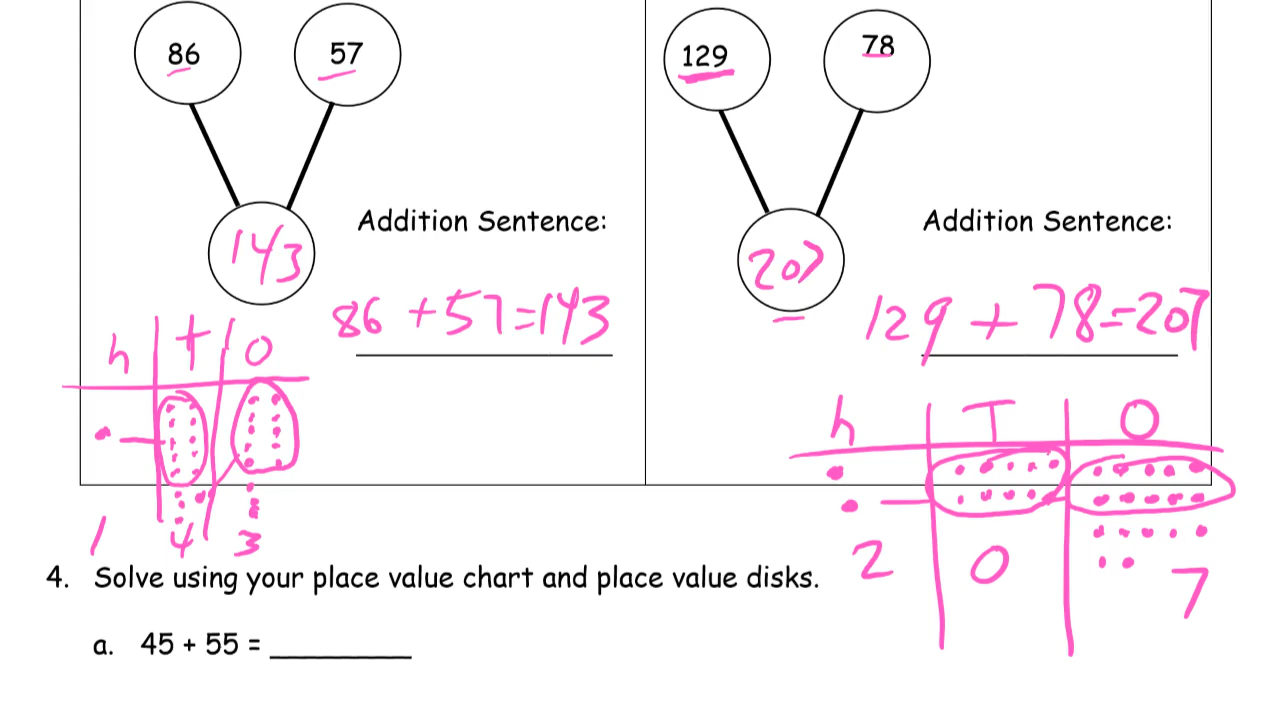 86 57
129 78
143
Addition Sentence:
86 + 57 = 143
h t o
1 4 3
207
Addition Sentence:
129 + 78 = 207
h T O
2 0 7
4. Solve using your place value chart and place value disks.
a. 45 + 55 = __________